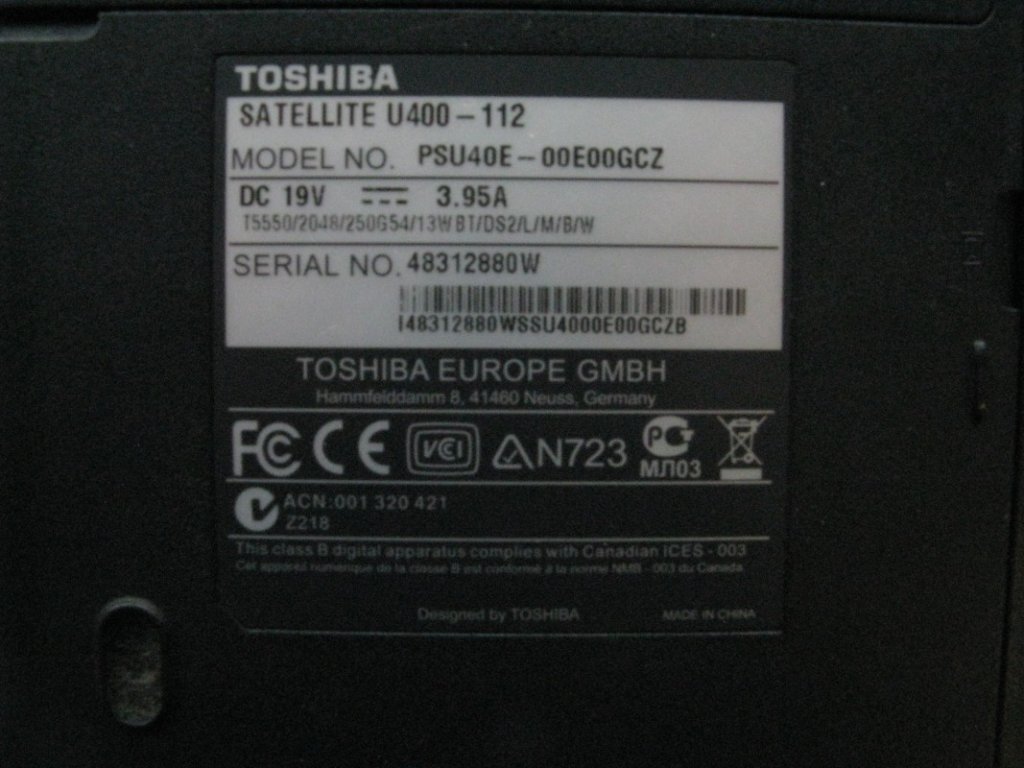 TOSHIBA
SATELLITE U400-112
MODEL NO. PSU40E-00E00GCZ
DC 19V 3.95A
T5550/2048/250G54/13W BT/DS2/L/M/B/W
SERIAL NO. 48312880W
I48312880WSSU4000E00GCZB
TOSHIBA EUROPE GMBH
Hammfelddamm 8, 41460 Neuss, Germany
FC CE VCI N723 PG МЛ03
ACN:001 320 421
Z218
This class B digital apparatus complies with Canadian ICES - 003
Cet appareil numerique de la classe B est conforme à la norme NMB - 003 du Canada
Designed by TOSHIBA MADE IN CHINA